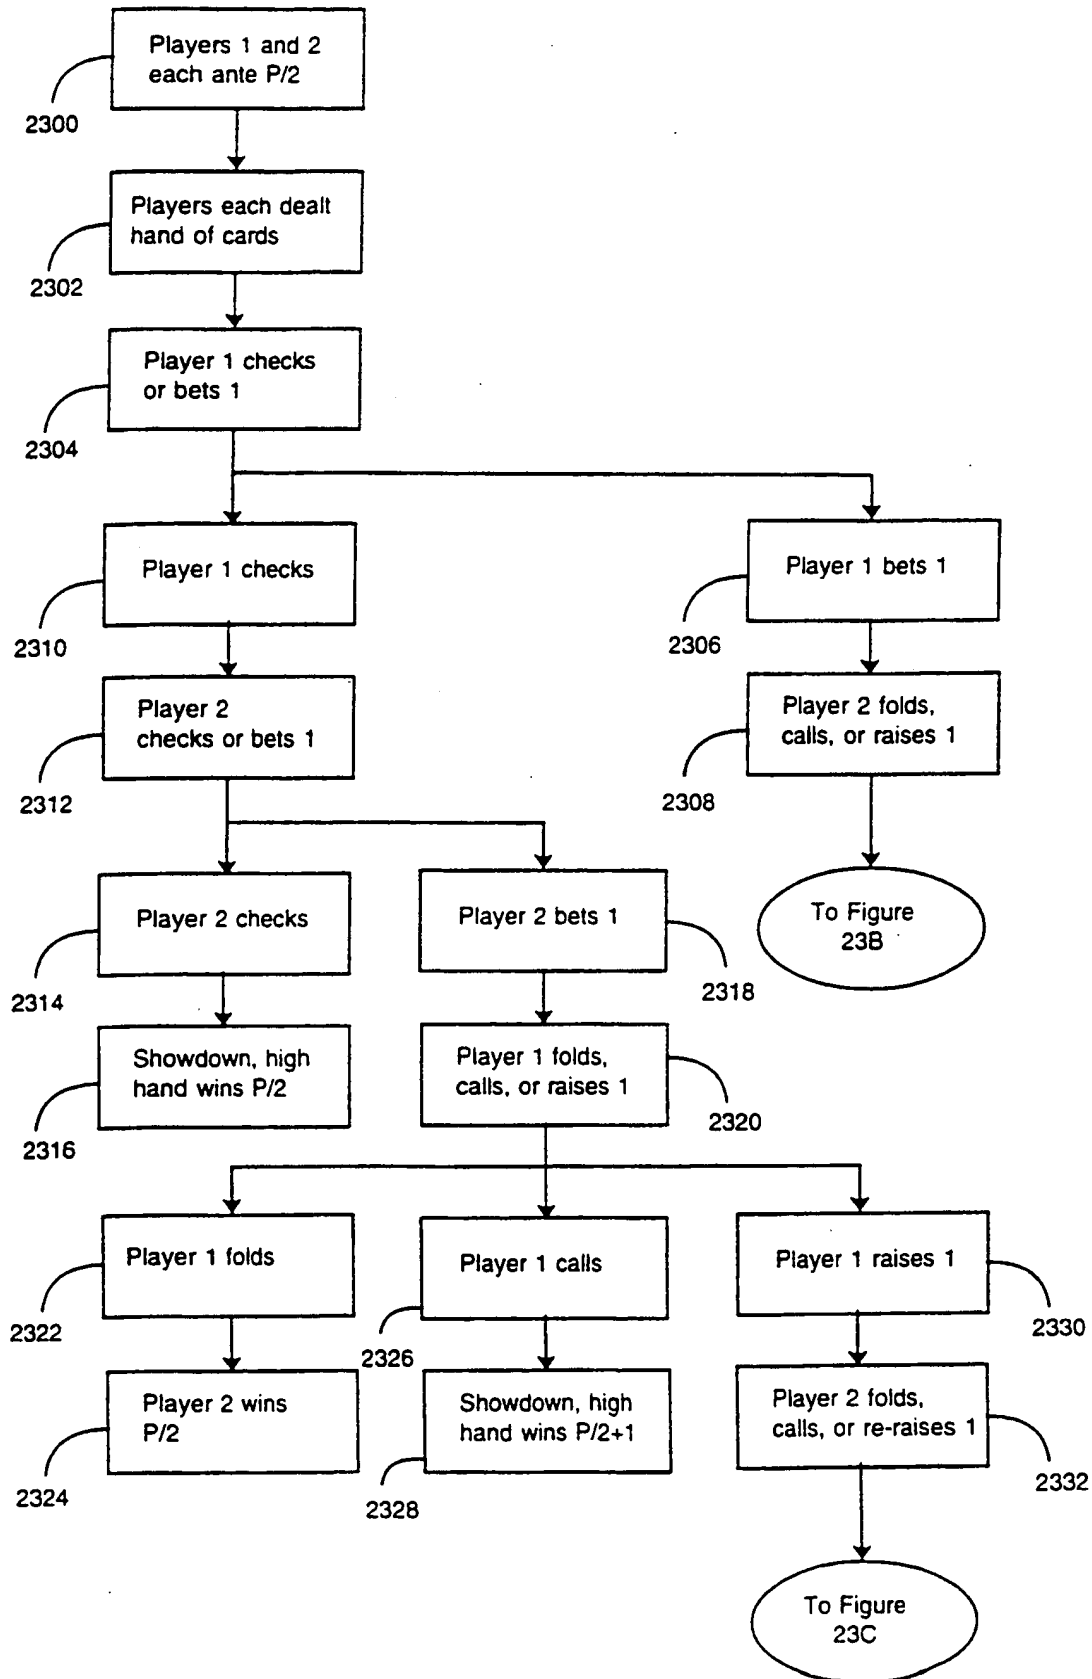 Players 1 and 2
each ante P/2
2300
Players each dealt
hand of cards
2302
Player 1 checks
or bets 1
2304
Player 1 checks
2310
Player 1 bets 1
2306
Player 2
checks or bets 1
2312
Player 2 folds,
calls, or raises 1
2308
Player 2 checks
2314
Player 2 bets 1
2318
To Figure
23B
Showdown, high
hand wins P/2
2316
Player 1 folds,
calls, or raises 1
2320
Player 1 folds
2322
Player 1 calls
2326
Player 1 raises 1
2330
Player 2 wins
P/2
2324
Showdown, high
hand wins P/2+1
2328
Player 2 folds,
calls, or re-raises 1
2332
To Figure
23C